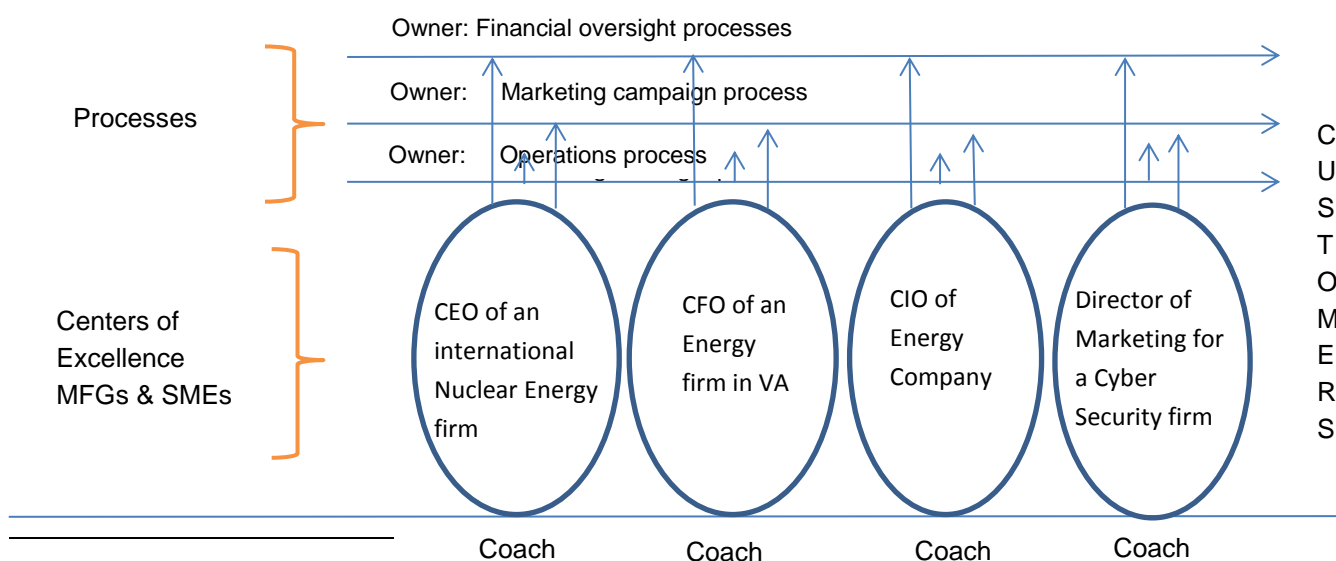 Owner: Financial oversight processes
Owner: Marketing campaign process
Processes
Owner: Operations process
C
U
S
T
O
M
E
R
S
Centers of
Excellence
MFGs & SMEs
CEO of an
international
Nuclear Energy
firm
CFO of an
Energy
firm in VA
CIO of
Energy
Company
Director of
Marketing for
a Cyber
Security firm
Coach
Coach
Coach
Coach